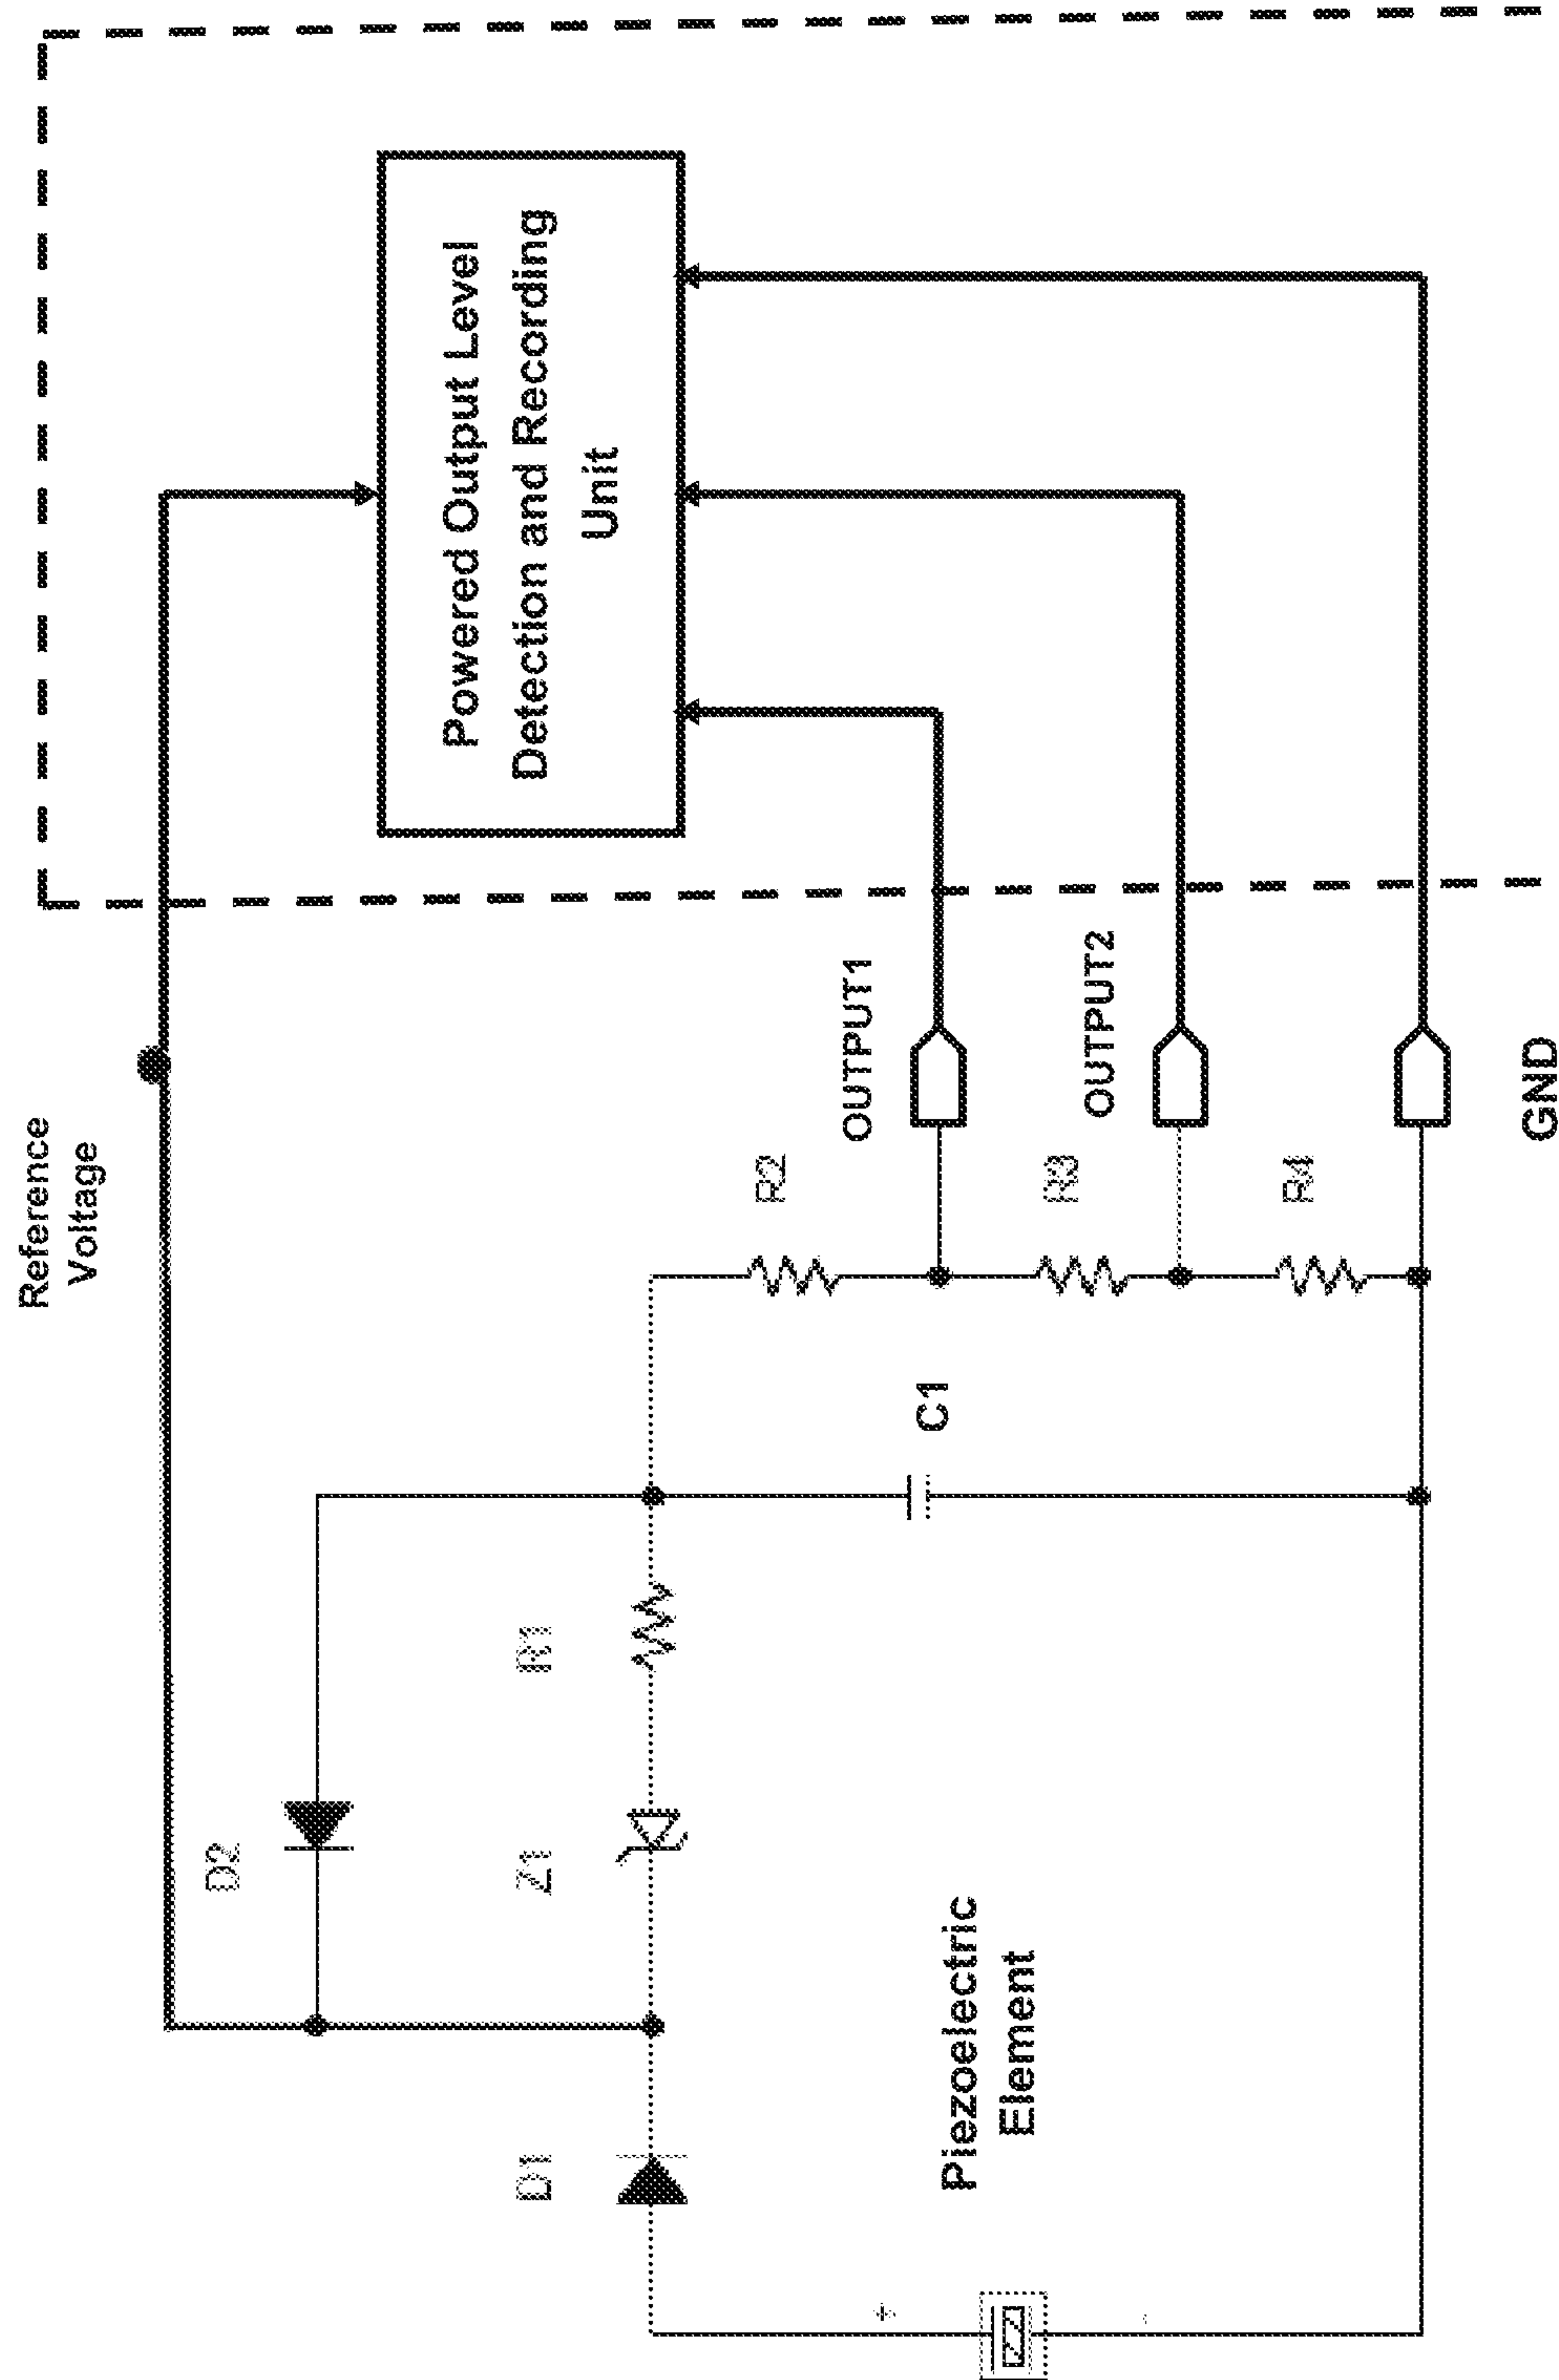 Reference
Voltage
Powered Output Level
Detection and Recording
Unit
D2
D1
Z1
R1
C1
R2
R3
R4
OUTPUT1
OUTPUT2
GND
Piezoelectric
Element
+
-